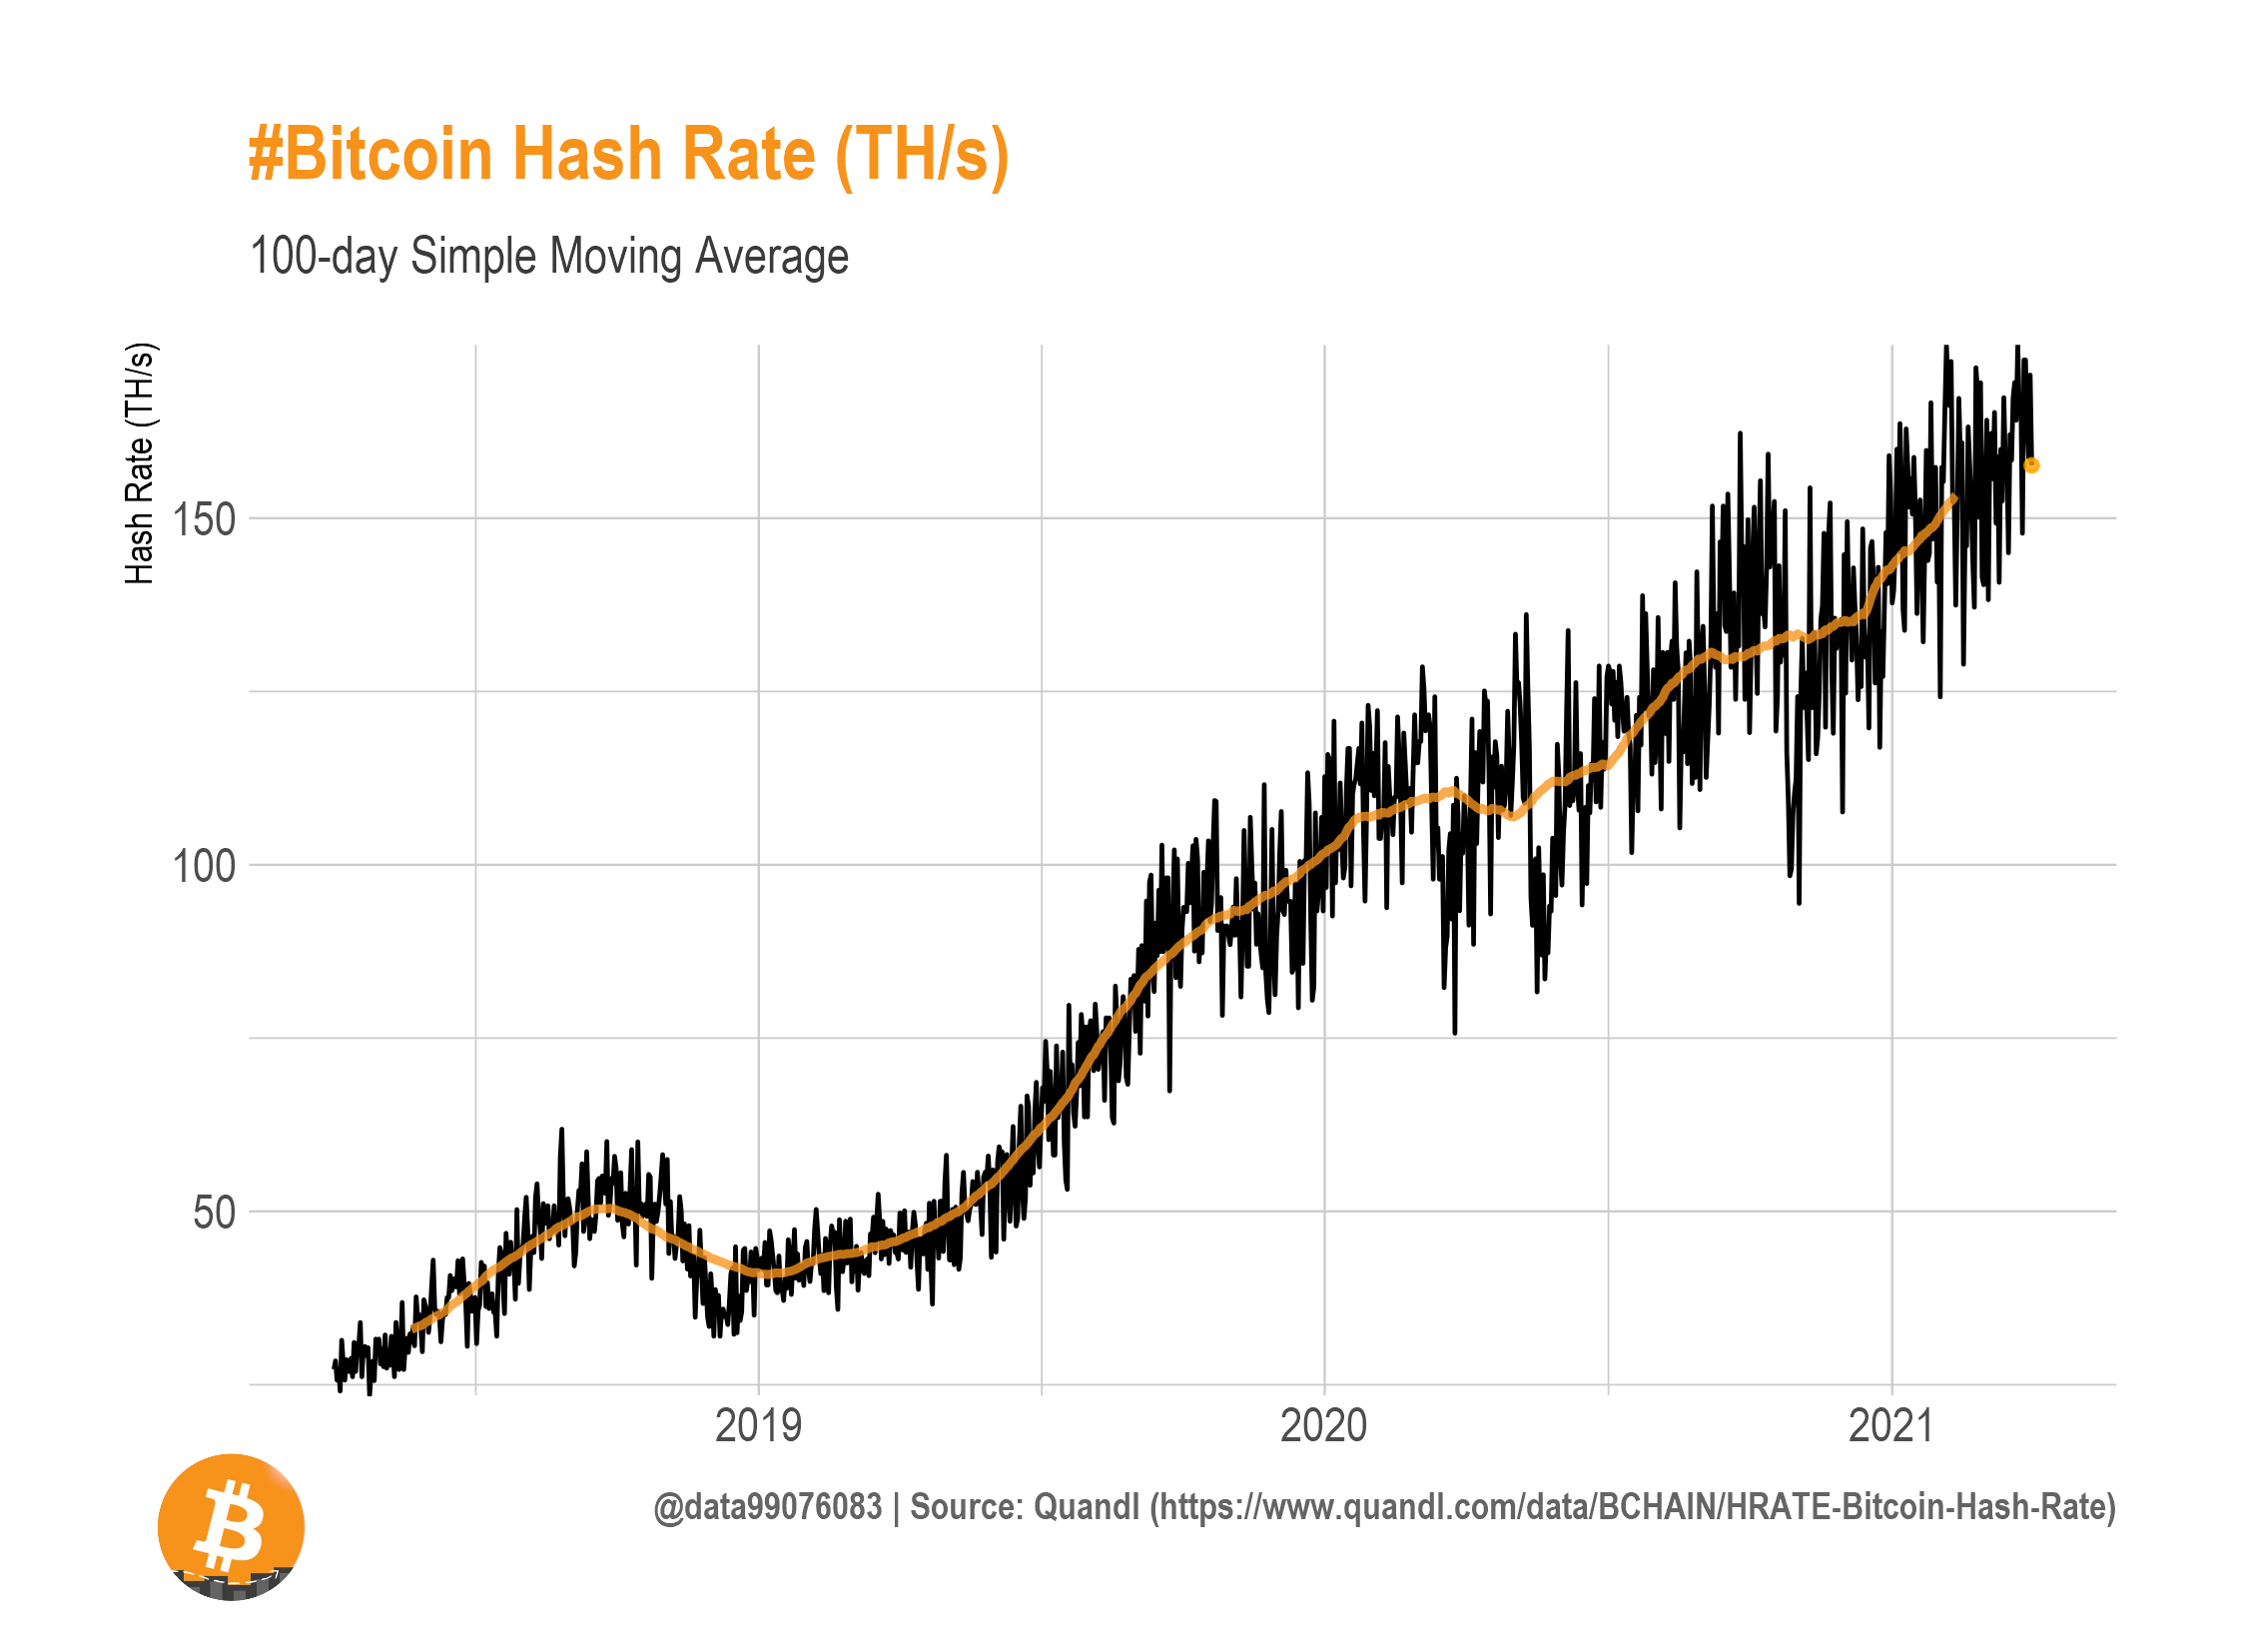 #Bitcoin Hash Rate (TH/s)
100-day Simple Moving Average
Hash Rate (TH/s)
150
100
50
2019
2020
2021
@data99076083 | Source: Quandl (https://www.quandl.com/data/BCHAIN/HRATE-Bitcoin-Hash-Rate)